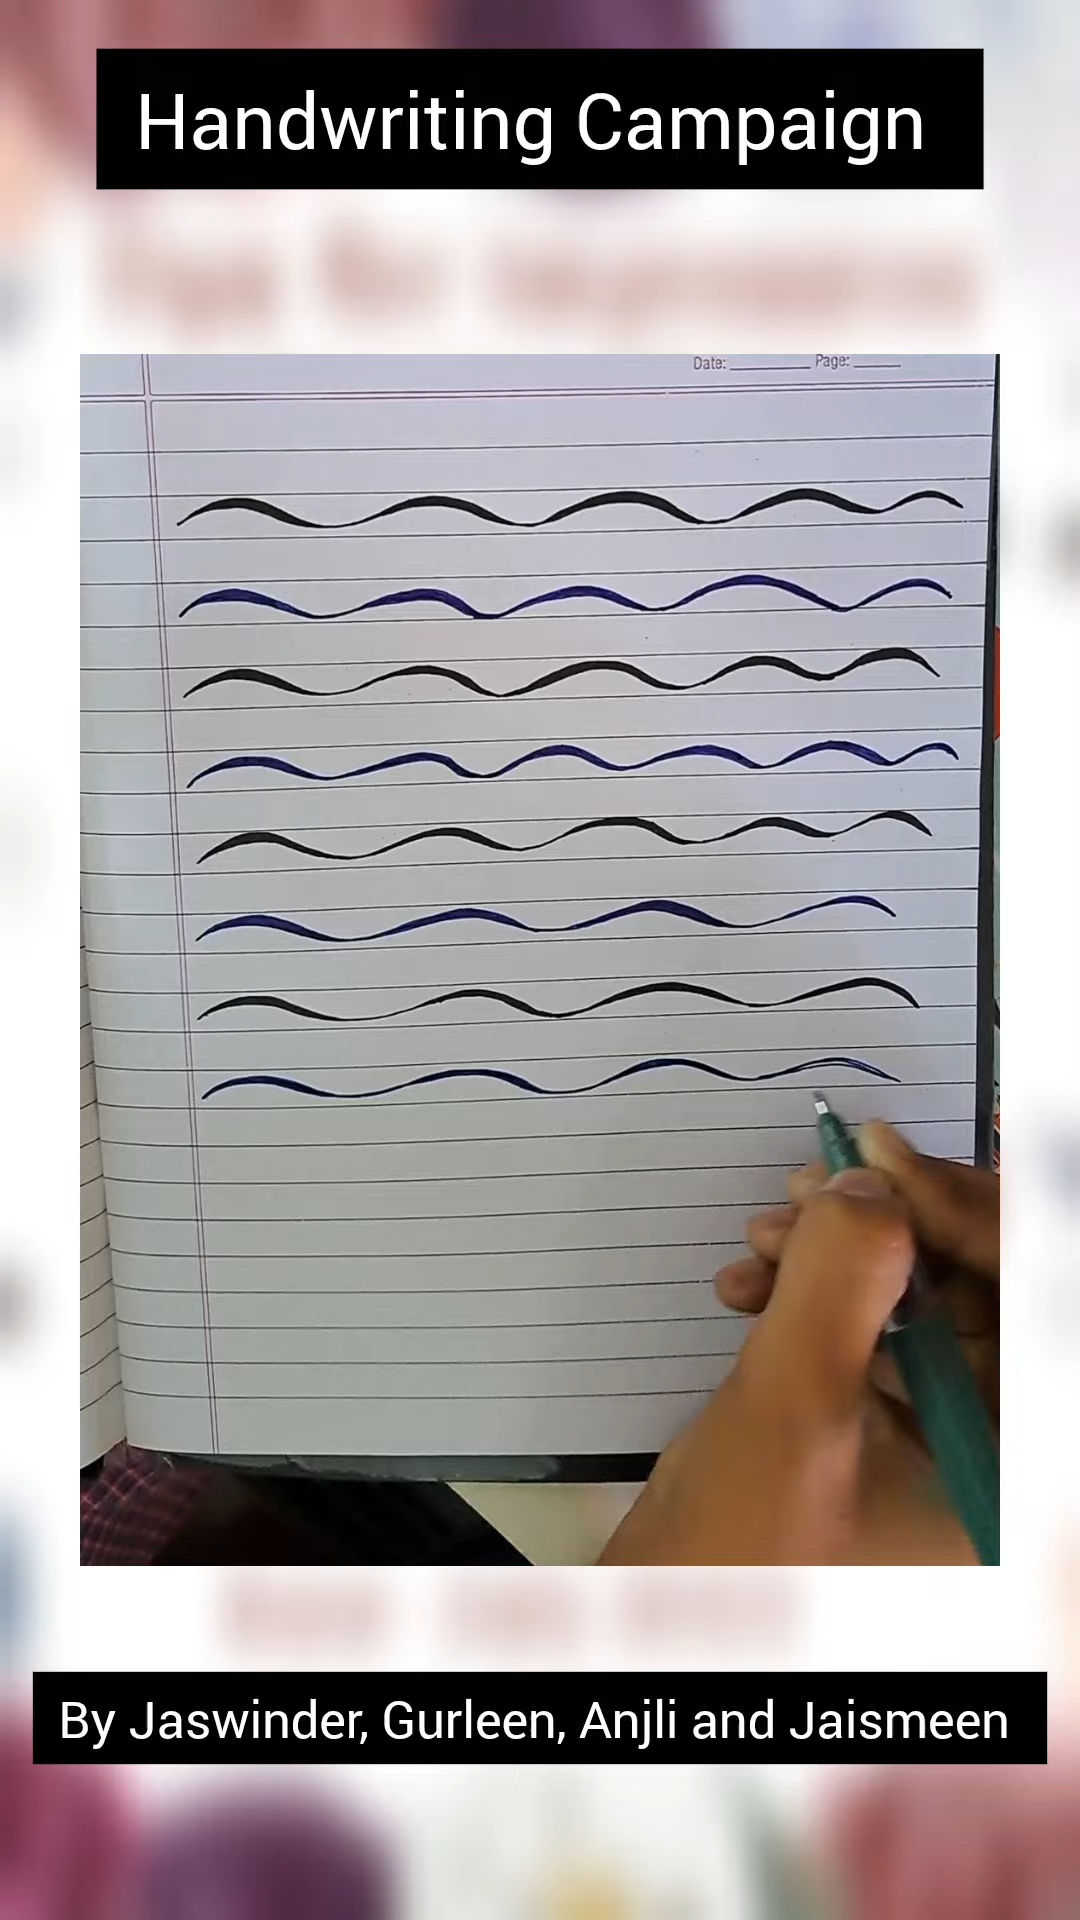 Handwriting Campaign
Date: Page:
By Jaswinder, Gurleen, Anjli and Jaismeen